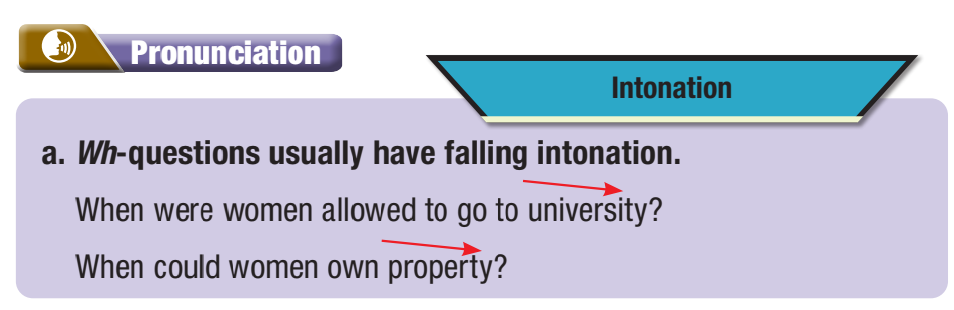 Pronunciation
Intonation
a. Wh-questions usually have falling intonation.
When were women allowed to go to university?
When could women own property?